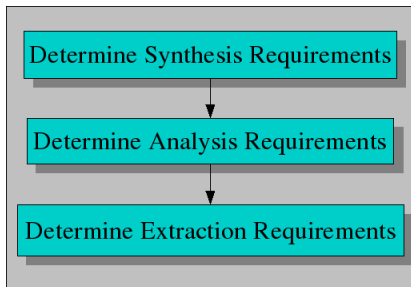 Determine Synthesis Requirements
Determine Analysis Requirements
Determine Extraction Requirements